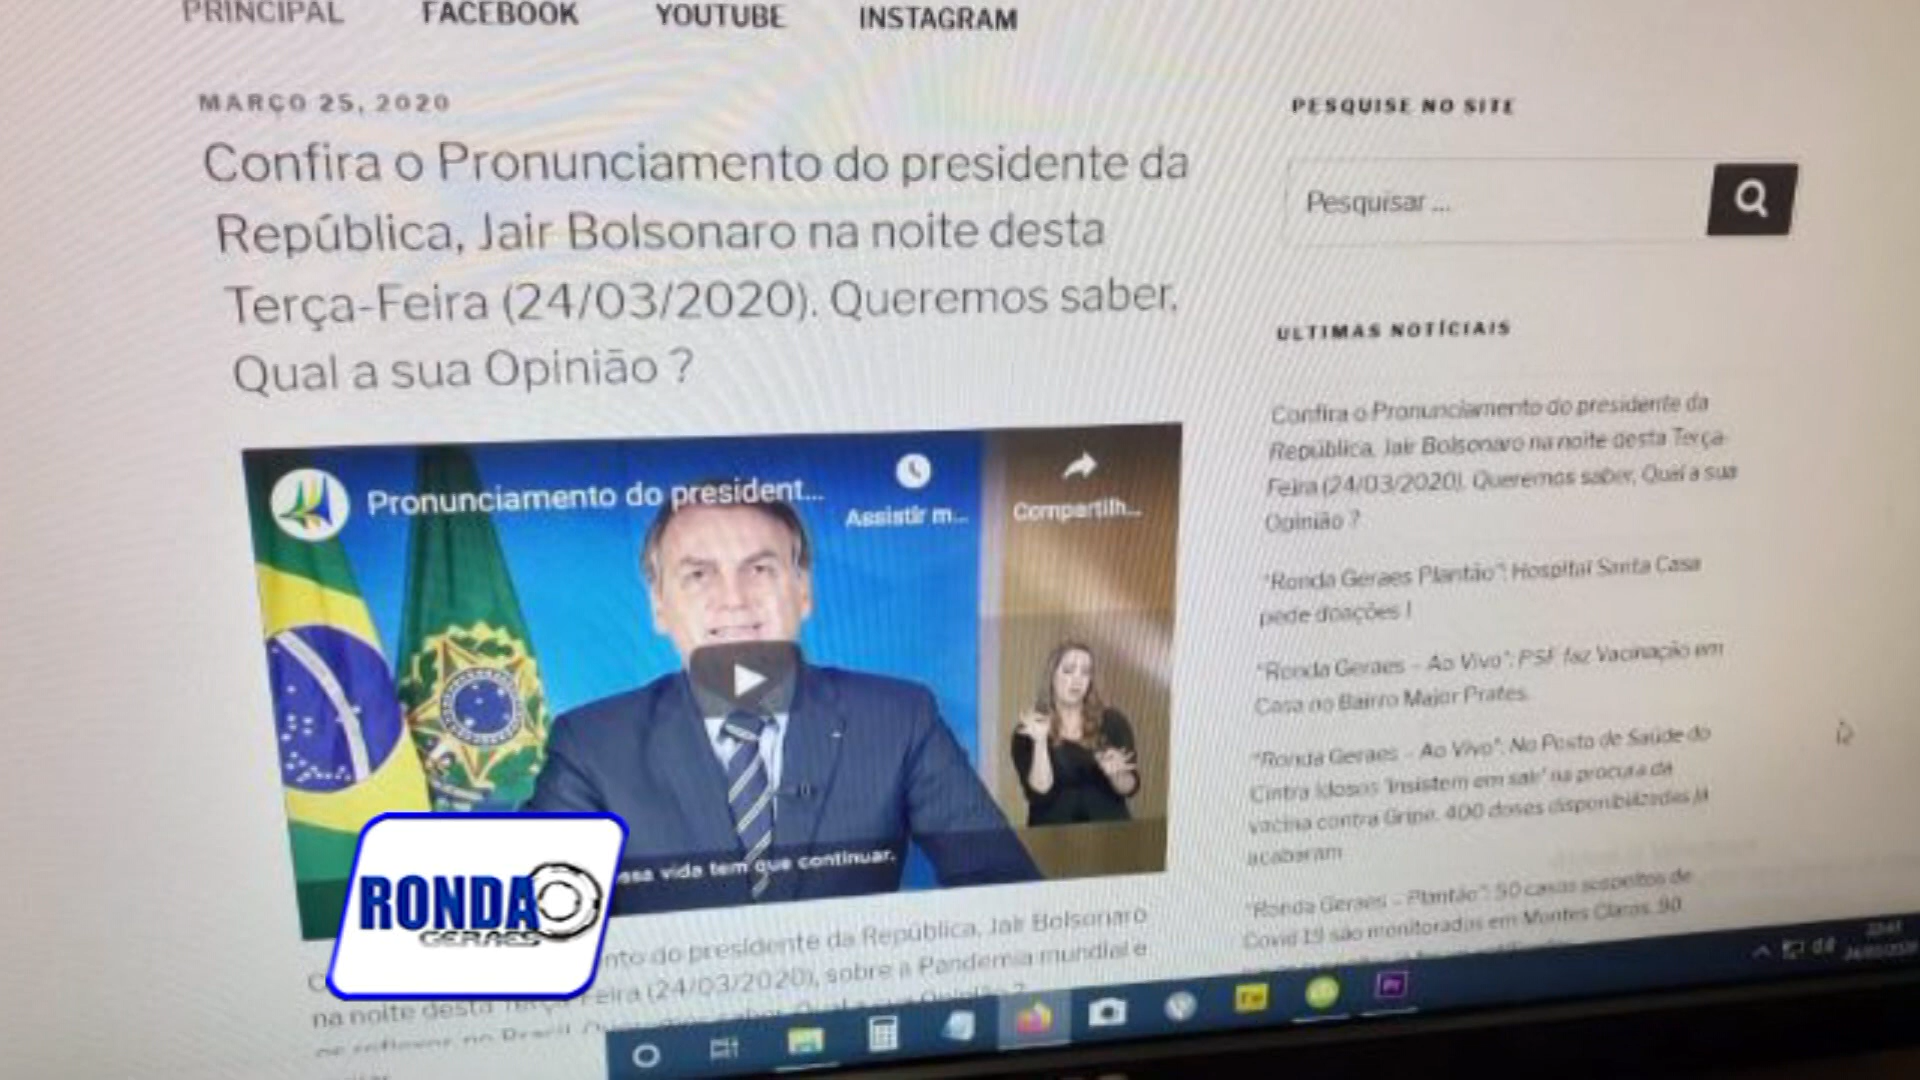 PRINCIPAL
FACEBOOK
YOUTUBE
INSTAGRAM
MARÇO 25, 2020
Confira o Pronunciamento do presidente da
República, Jair Bolsonaro na noite desta
Terça-Feira (24/03/2020). Queremos saber,
Qual a sua Opinião ?
Pronunciamento do president...
Assistir m...
Compartilh...
ssa vida tem que continuar.
RONDA
GERAES
nto do presidente da República, Jair Bolsonaro
na noite desta Terça-Feira (24/03/2020), sobre a Pandemia mundial e
PESQUISE NO SITE
Pesquisar ...
ULTIMAS NOTÍCIAIS
Confira o Pronunciamento do presidente da
República, Jair Bolsonaro na noite desta Terça-
Feira (24/03/2020). Queremos saber, Qual a sua
Opinião ?
"Ronda Geraes Plantão": Hospital Santa Casa
pede doações !
"Ronda Geraes – Ao Vivo": PSF faz Vacinação em
Casa no Bairro Major Prates.
"Ronda Geraes – Ao Vivo": No Posto de Saúde do
Cintra Idosos 'insistem em sair' na procura da
vacina contra Gripe. 400 doses disponibilizadas já
acabaram
"Ronda Geraes – Plantão": 50 casos suspeitos de
Covid 19 são monitorados em Montes Claros. 90
Pr